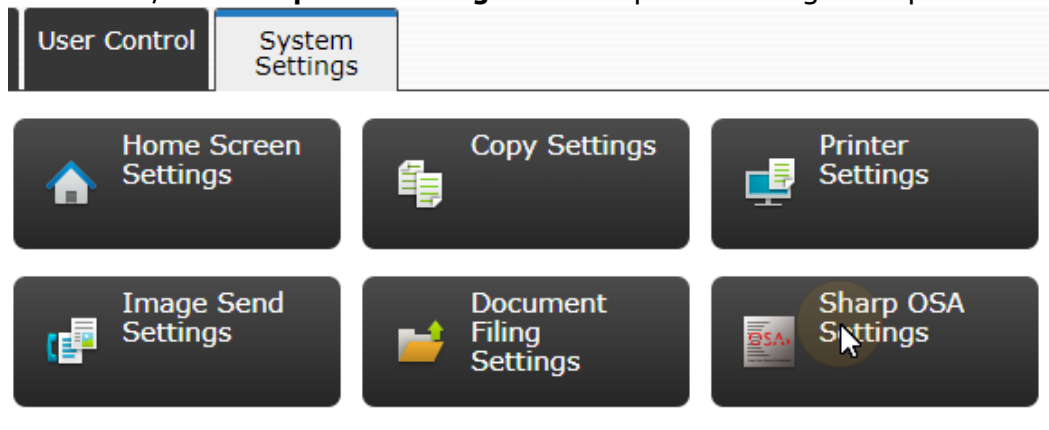 User Control
System
Settings
Home Screen
Settings
Copy Settings
Printer
Settings
Image Send
Settings
Document
Filing
Settings
OSA
Sharp OSA
Settings